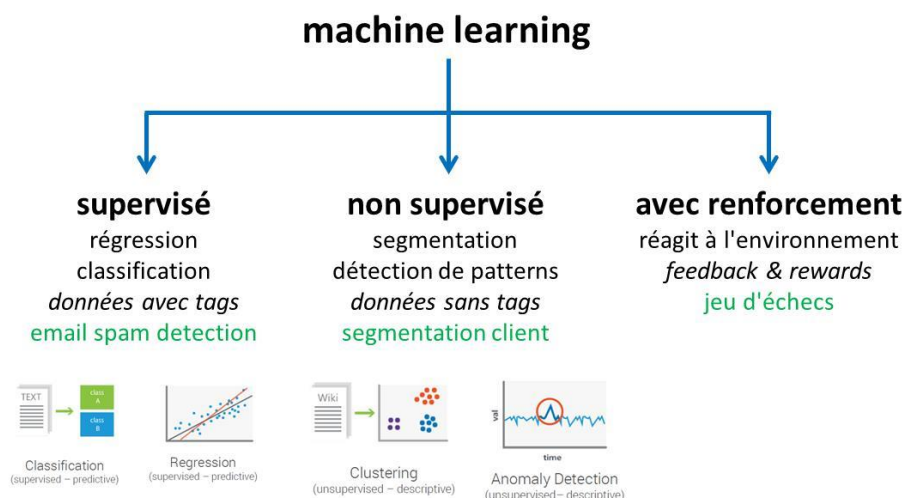 machine learning
supervisé
régression
classification
données avec tags
email spam detection
non supervisé
segmentation
détection de patterns
données sans tags
segmentation client
avec renforcement
réagit à l'environnement
feedback & rewards
jeu d'échecs
TEXT
class
A
class
B
Classification
(supervised – predictive)
Regression
(supervised – predictive)
Wiki
Clustering
(unsupervised – descriptive)
val
time
Anomaly Detection
(unsupervised – descriptive)